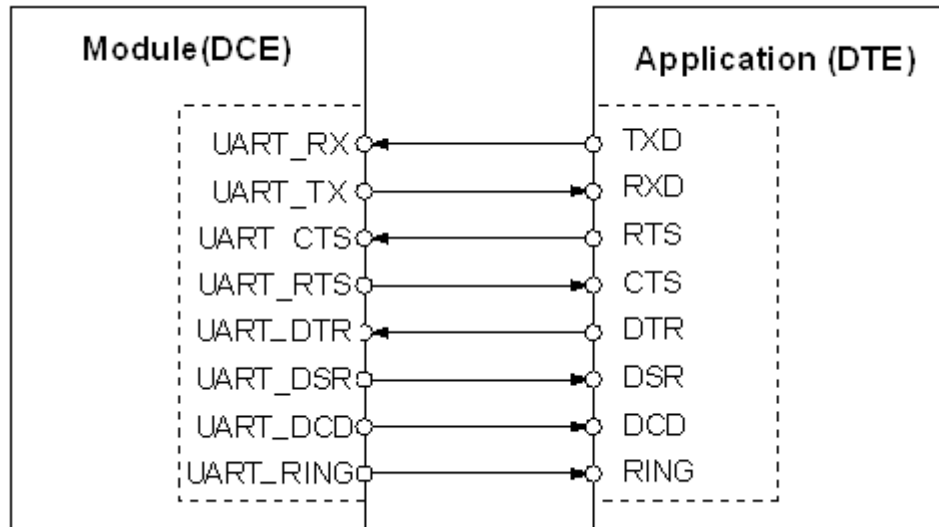 Module(DCE)
Application (DTE)
UART_RX
TXD
UART_TX
RXD
UART CTS
RTS
UART_RTS
CTS
UART_DTR
DTR
UART_DSR
DSR
UART_DCD
DCD
UART_RING
RING